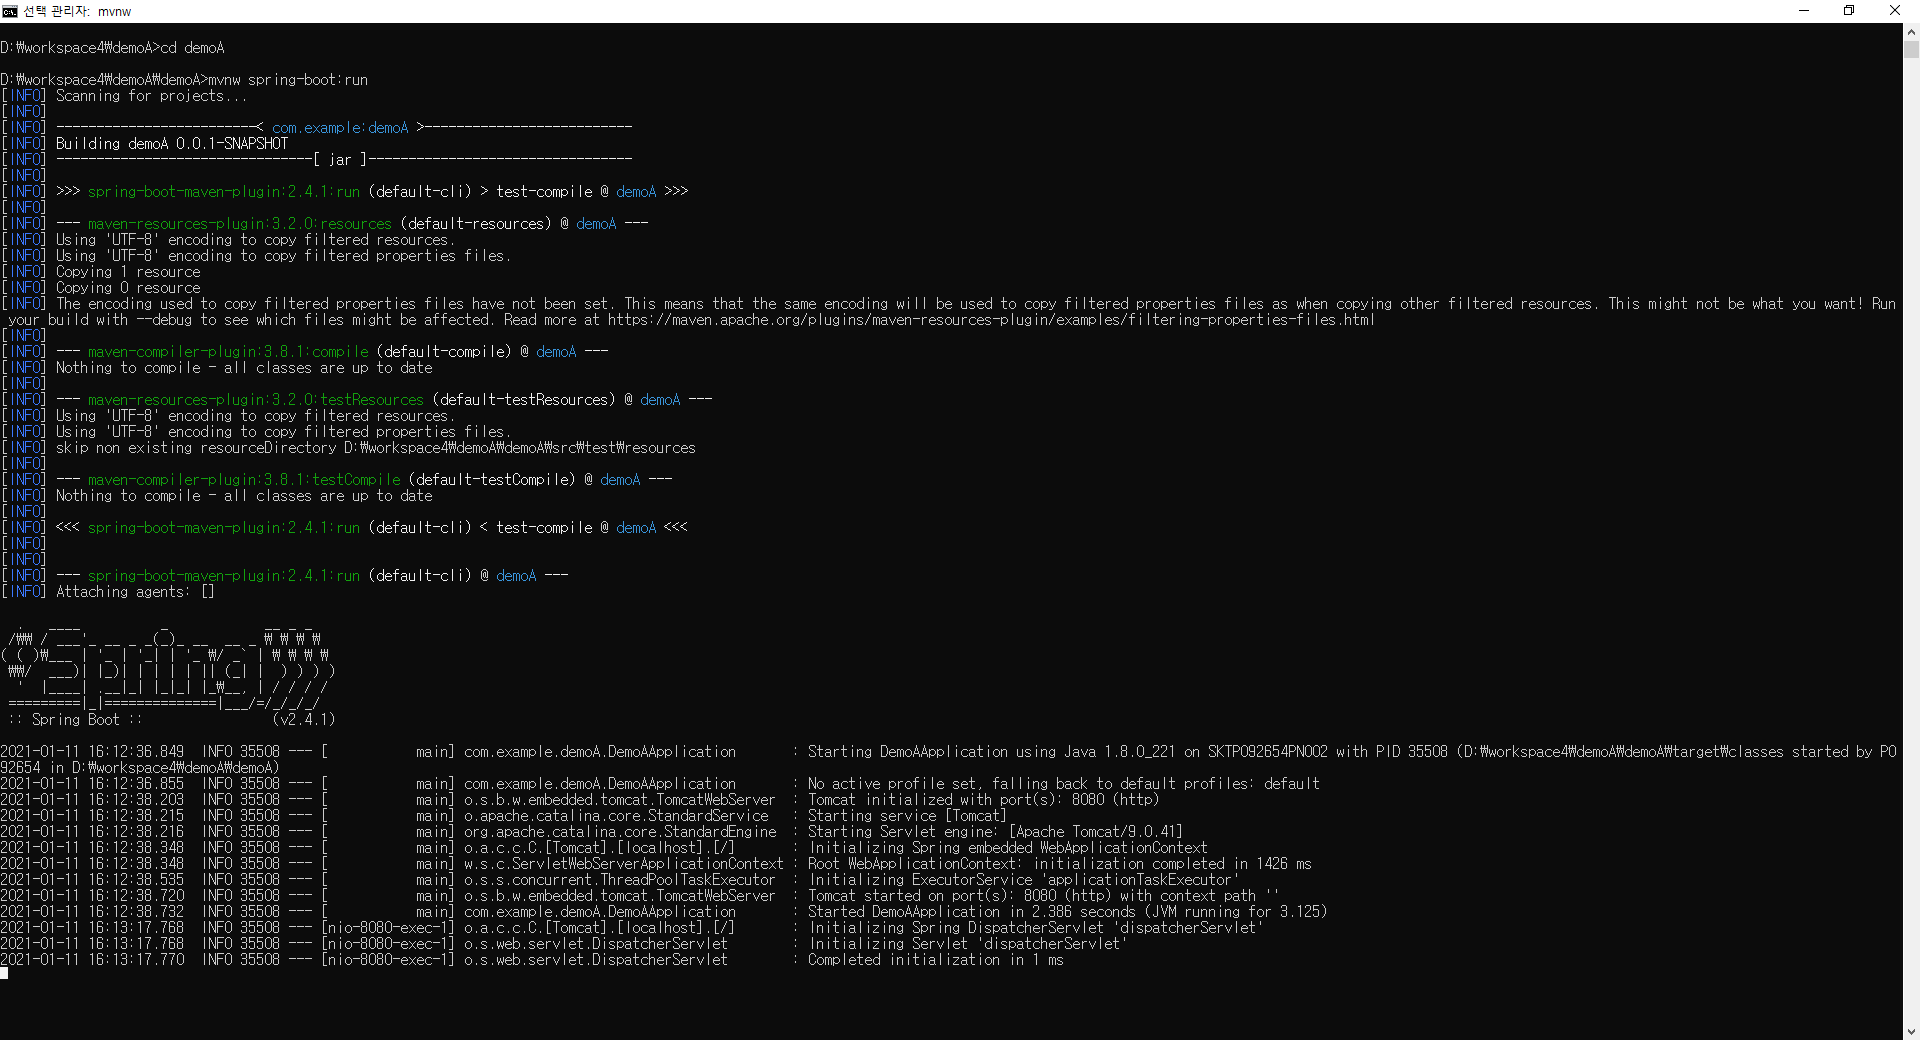 선택 관리자: mvnw
D:\workspace4\demoA>cd demoA
D:\workspace4\demoA\demoA>mvnw spring-boot:run
[INFO] Scanning for projects...
[INFO]
[INFO] -------------------------< com.example:demoA >--------------------------
[INFO] Building demoA 0.0.1-SNAPSHOT
[INFO] --------------------------------[ jar ]---------------------------------
[INFO]
[INFO] >>> spring-boot-maven-plugin:2.4.1:run (default-cli) > test-compile @ demoA >>>
[INFO]
[INFO] --- maven-resources-plugin:3.2.0:resources (default-resources) @ demoA ---
[INFO] Using 'UTF-8' encoding to copy filtered resources.
[INFO] Using 'UTF-8' encoding to copy filtered properties files.
[INFO] Copying 1 resource
[INFO] Copying 0 resource
[INFO] The encoding used to copy filtered properties files have not been set. This means that the same encoding will be used to copy filtered properties files as when copying other filtered resources. This might not be what you want! Run
 your build with --debug to see which files might be affected. Read more at https://maven.apache.org/plugins/maven-resources-plugin/examples/filtering-properties-files.html
[INFO]
[INFO] --- maven-compiler-plugin:3.8.1:compile (default-compile) @ demoA ---
[INFO] Nothing to compile - all classes are up to date
[INFO]
[INFO] --- maven-resources-plugin:3.2.0:testResources (default-testResources) @ demoA ---
[INFO] Using 'UTF-8' encoding to copy filtered resources.
[INFO] Using 'UTF-8' encoding to copy filtered properties files.
[INFO] skip non existing resourceDirectory D:\workspace4\demoA\demoA\src\test\resources
[INFO]
[INFO] --- maven-compiler-plugin:3.8.1:testCompile (default-testCompile) @ demoA ---
[INFO] Nothing to compile - all classes are up to date
[INFO]
[INFO] <<< spring-boot-maven-plugin:2.4.1:run (default-cli) < test-compile @ demoA <<<
[INFO]
[INFO]
[INFO] --- spring-boot-maven-plugin:2.4.1:run (default-cli) @ demoA ---
[INFO] Attaching agents: []
Spring
 :: Spring Boot ::                (v2.4.1)
2021-01-11 16:12:36.849  INFO 35508 --- [           main] com.example.demoA.DemoAApplication       : Starting DemoAApplication using Java 1.8.0_221 on SKTP092654PN002 with PID 35508 (D:\workspace4\demoA\demoA\target\classes started by P0
92654 in D:\workspace4\demoA\demoA)
2021-01-11 16:12:36.855  INFO 35508 --- [           main] com.example.demoA.DemoAApplication       : No active profile set, falling back to default profiles: default
2021-01-11 16:12:38.203  INFO 35508 --- [           main] o.s.b.w.embedded.tomcat.TomcatWebServer  : Tomcat initialized with port(s): 8080 (http)
2021-01-11 16:12:38.215  INFO 35508 --- [           main] o.apache.catalina.core.StandardService   : Starting service [Tomcat]
2021-01-11 16:12:38.216  INFO 35508 --- [           main] org.apache.catalina.core.StandardEngine  : Starting Servlet engine: [Apache Tomcat/9.0.41]
2021-01-11 16:12:38.348  INFO 35508 --- [           main] o.a.c.c.C.[Tomcat].[localhost].[/]       : Initializing Spring embedded WebApplicationContext
2021-01-11 16:12:38.348  INFO 35508 --- [           main] w.s.c.ServletWebServerApplicationContext : Root WebApplicationContext: initialization completed in 1426 ms
2021-01-11 16:12:38.535  INFO 35508 --- [           main] o.s.s.concurrent.ThreadPoolTaskExecutor  : Initializing ExecutorService 'applicationTaskExecutor'
2021-01-11 16:12:38.720  INFO 35508 --- [           main] o.s.b.w.embedded.tomcat.TomcatWebServer  : Tomcat started on port(s): 8080 (http) with context path ''
2021-01-11 16:12:38.732  INFO 35508 --- [           main] com.example.demoA.DemoAApplication       : Started DemoAApplication in 2.386 seconds (JVM running for 3.125)
2021-01-11 16:13:17.768  INFO 35508 --- [nio-8080-exec-1] o.a.c.c.C.[Tomcat].[localhost].[/]       : Initializing Spring DispatcherServlet 'dispatcherServlet'
2021-01-11 16:13:17.768  INFO 35508 --- [nio-8080-exec-1] o.s.web.servlet.DispatcherServlet        : Initializing Servlet 'dispatcherServlet'
2021-01-11 16:13:17.770  INFO 35508 --- [nio-8080-exec-1] o.s.web.servlet.DispatcherServlet        : Completed initialization in 1 ms